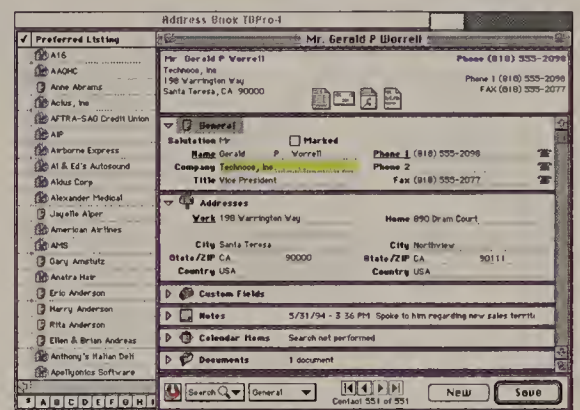 Address Book TBPro-1
✓ Preferred Listing
A16
AAOHC
Anne Abrams
Aclus, Inc
AFTRA-SAG Credit Union
AIP
Airborne Express
Al & Ed's Autosound
Aldus Corp
Alexander Medical
Jayelle Alper
American Airlines
AMS
Gary Amstutz
Anatra Hair
Eric Anderson
Harry Anderson
Rita Anderson
Ellen & Brian Andreas
Anthony's Italian Deli
Apollyonics Software
* A B C D E F G H I
Mr. Gerald P Worrell
Mr Gerald P Worrell
Technooe, Inc
198 Warrington Way
Santa Teresa, CA 90000
Phone (818) 555-2098
Phone 1 (818) 555-2098
FAX (818) 555-2077
General
Salutation Mr Marked
Name Gerald P Worrell Phone 1 (818) 555-2098
Company Technooe, Inc Phone 2
Title Vice President Fax (818) 555-2077
Addresses
Work 198 Warrington Way Home 890 Dram Court
City Santa Teresa City Northview
State/ZIP CA 90000 State/ZIP CA 90111
Country USA Country USA
Custom Fields
Notes 5/31/94 - 3 36 PM Spoke to him regarding new sales territ
Calendar Items Search not performed
Documents 1 document
Search General Contact 551 of 551 New Save